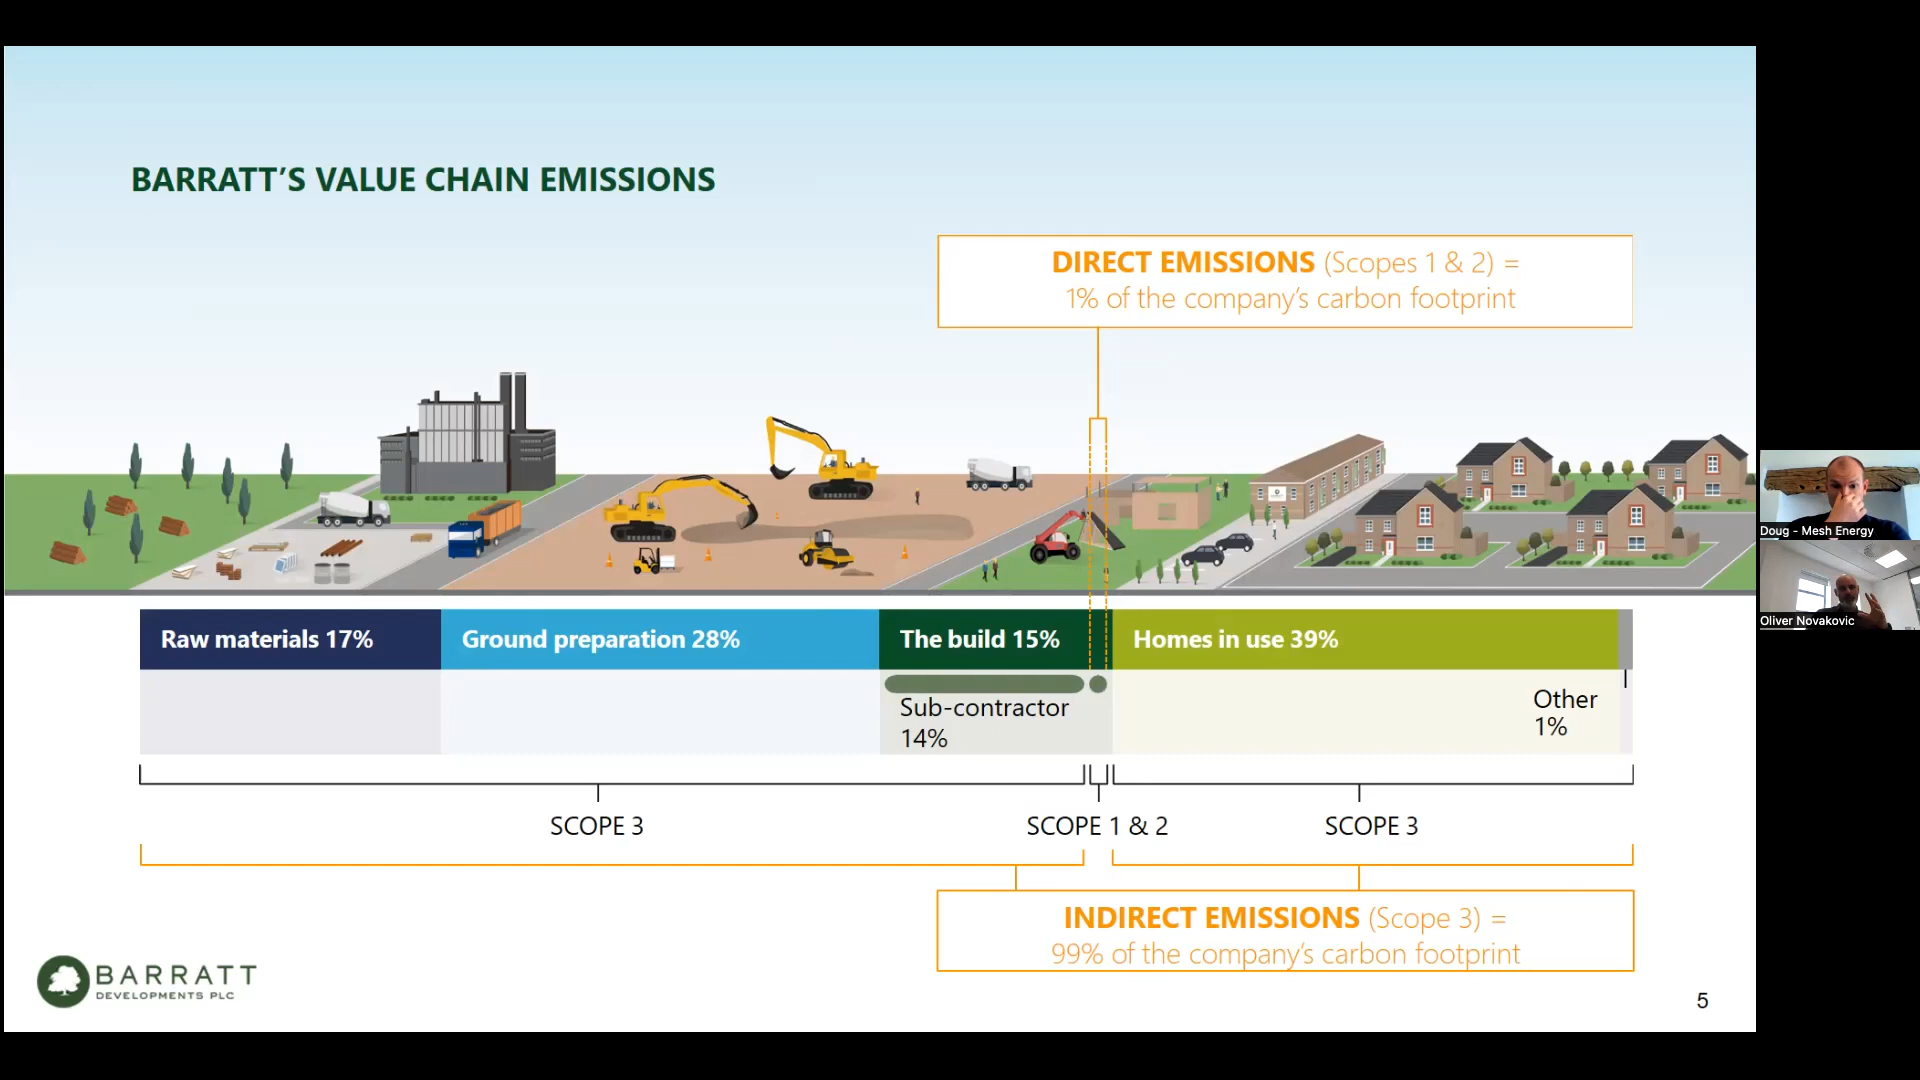 BARRATT’S VALUE CHAIN EMISSIONS
DIRECT EMISSIONS (Scopes 1 & 2) =
1% of the company’s carbon footprint
Raw materials 17%
Ground preparation 28%
The build 15%
Homes in use 39%
Sub-contractor
14%
Other
1%
SCOPE 3
SCOPE 1 & 2
SCOPE 3
INDIRECT EMISSIONS (Scope 3) =
99% of the company’s carbon footprint
BARRATT
DEVELOPMENTS PLC
5
Doug - Mesh Energy
Oliver Novakovic